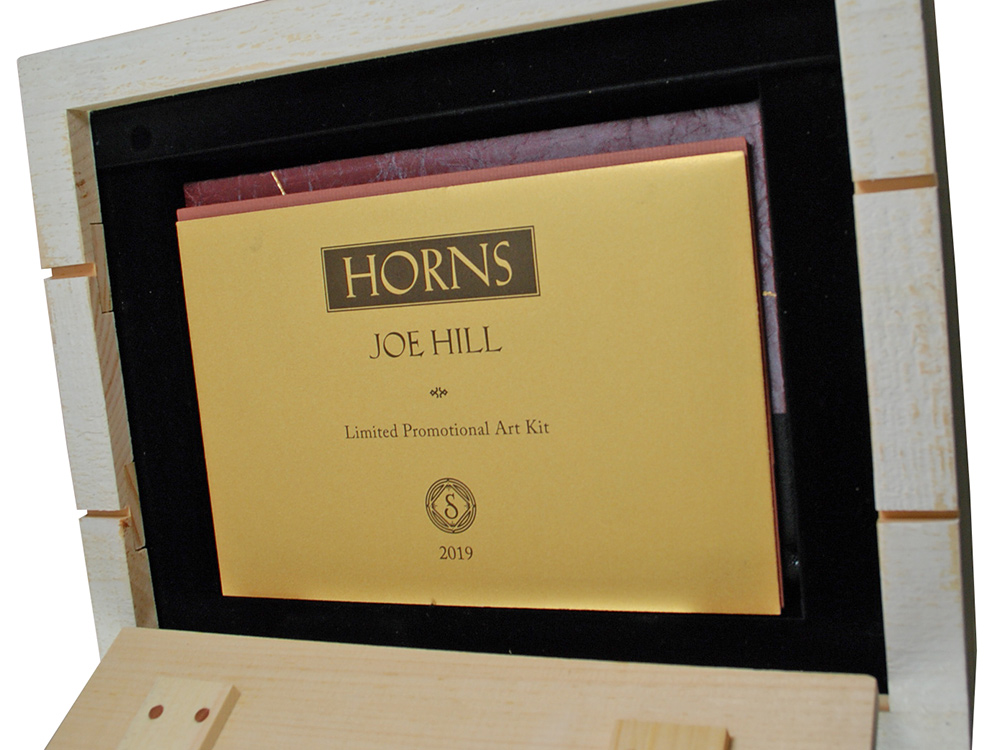 HORNS
JOE HILL
Limited Promotional Art Kit
S
2019